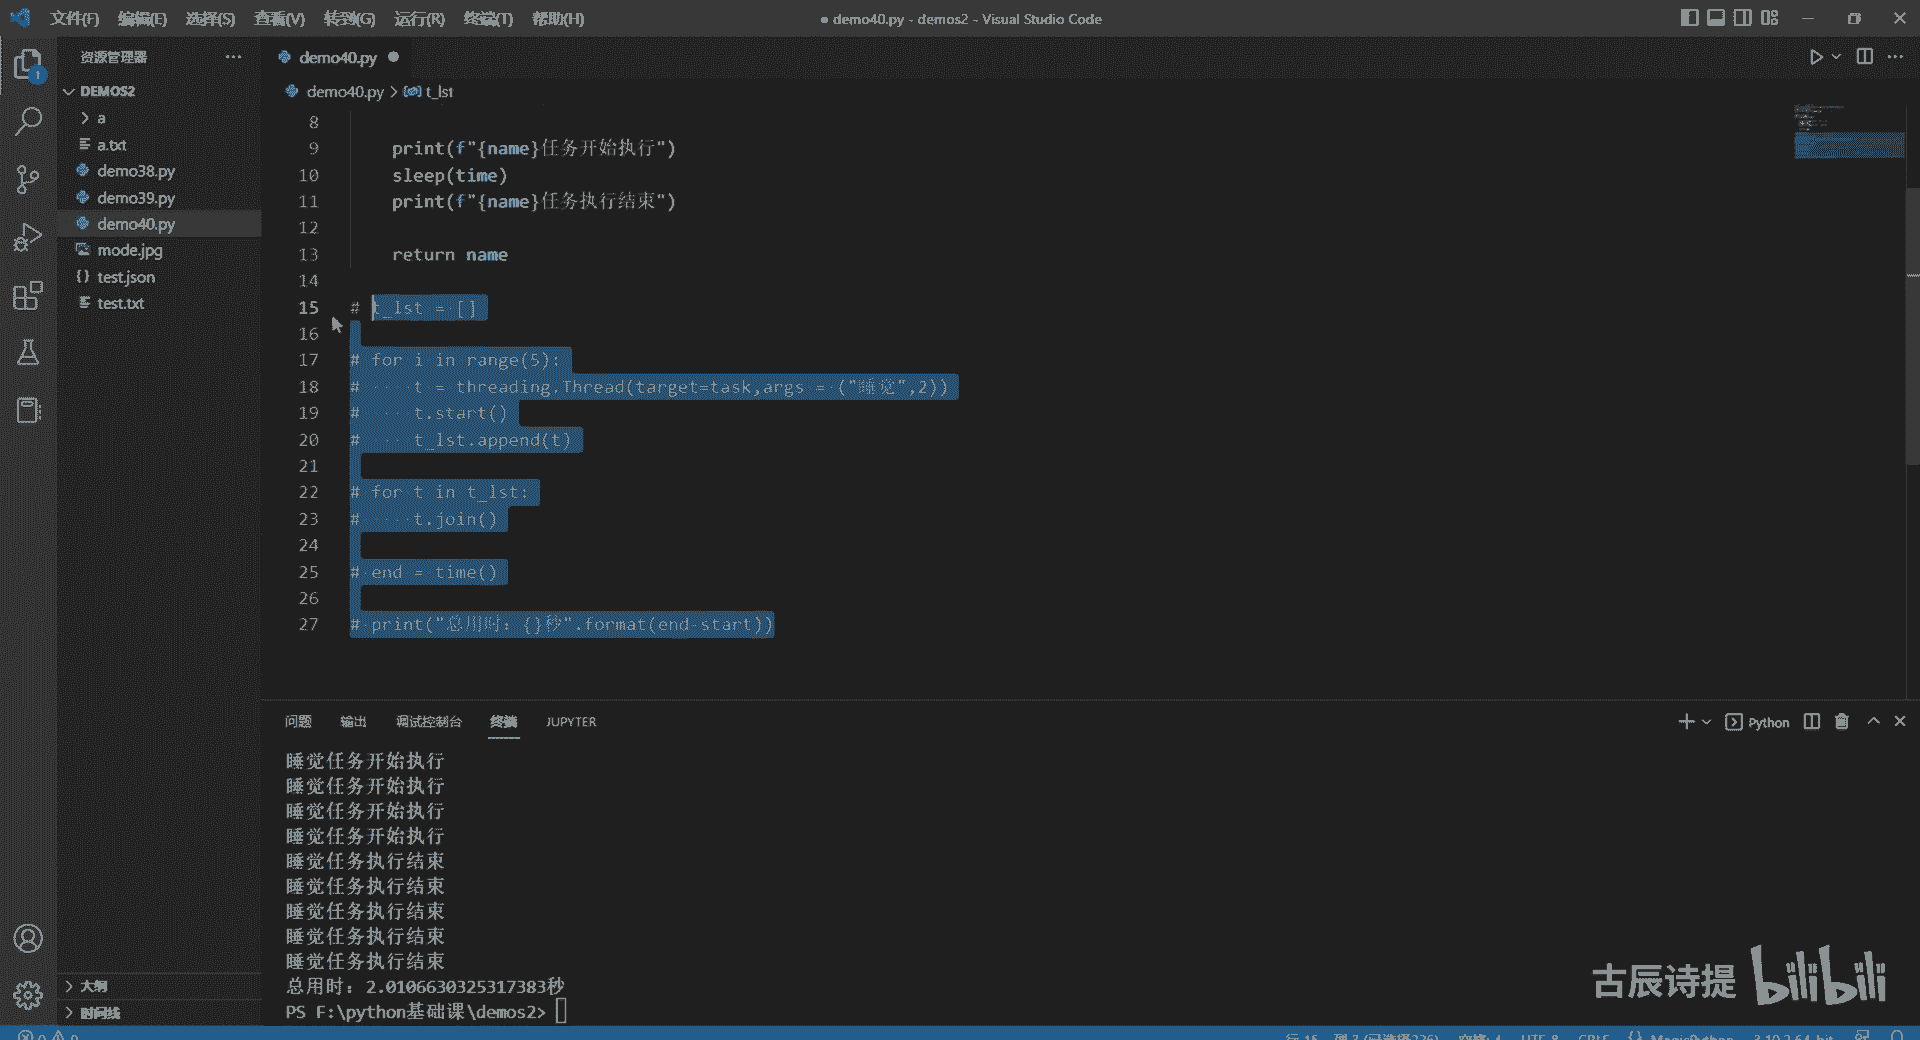 文件(F) 编辑(E) 选择(S) 查看(V) 转到(G) 运行(R) 终端(T) 帮助(H)
● demo40.py - demos2 - Visual Studio Code
资源管理器 ···
1
DEMOS2
a
a.txt
demo38.py
demo39.py
demo40.py
mode.jpg
{} test.json
test.txt
大纲
时间线
demo40.py ●
demo40.py > t_lst
8
9 print(f"{name}任务开始执行")
10 sleep(time)
11 print(f"{name}任务执行结束")
12
13 return name
14
15 # t_lst = []
16
17 # for i in range(5):
18 # t = threading.Thread(target=task,args = ("睡觉",2))
19 # t.start()
20 # t_lst.append(t)
21
22 # for t in t_lst:
23 # t.join()
24
25 # end = time()
26
27 # print("总用时：{}秒".format(end-start))
问题 输出 调试控制台 终端 JUPYTER
Python
睡觉任务开始执行
睡觉任务开始执行
睡觉任务开始执行
睡觉任务开始执行
睡觉任务执行结束
睡觉任务执行结束
睡觉任务执行结束
睡觉任务执行结束
睡觉任务执行结束
总用时：2.0106630325317383秒
PS F:\python基础课\demos2>
古辰诗提 bilibili